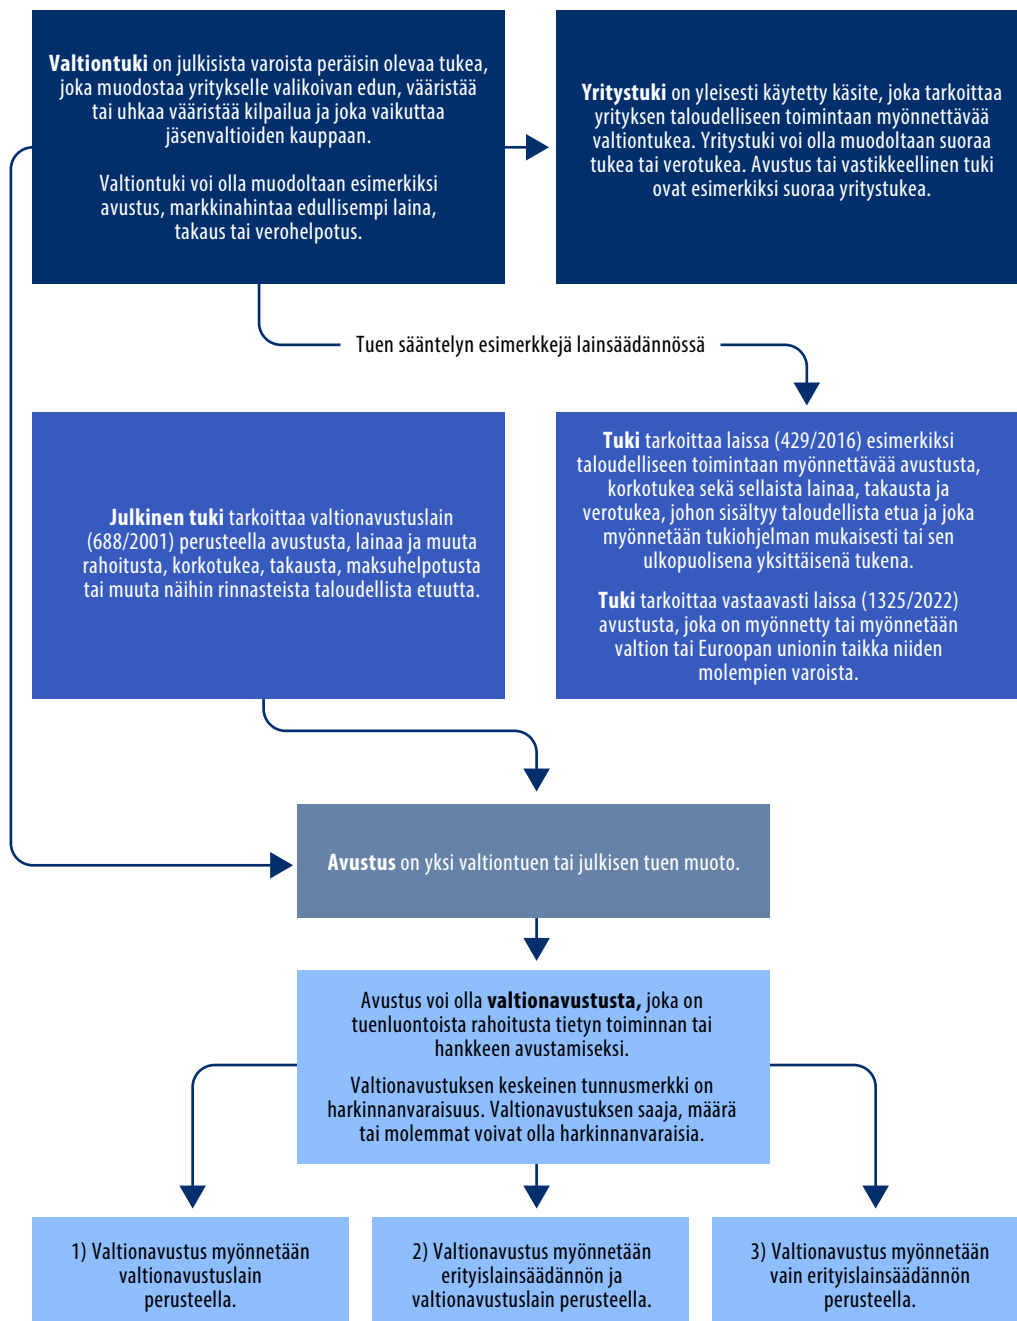 Valtiontuki on julkisista varoista peräisin olevaa tukea,
joka muodostaa yritykselle valikoivan edun, vääristää
tai uhkaa vääristää kilpailua ja joka vaikuttaa
jäsenvaltioiden kauppaan.
Valtiontuki voi olla muodoltaan esimerkiksi
avustus, markkinahintaa edullisempi laina,
takaus tai verohelpotus.
Yritystuki on yleisesti käytetty käsite, joka tarkoittaa
yrityksen taloudelliseen toimintaan myönnettävää
valtiontukea. Yritystuki voi olla muodoltaan suoraa
tukea tai verotukea. Avustus tai vastikkeellinen tuki
ovat esimerkiksi suoraa yritystukea.
Tuen sääntelyn esimerkkejä lainsäädännössä
Julkinen tuki tarkoittaa valtionavustuslain
(688/2001) perusteella avustusta, lainaa ja muuta
rahoitusta, korkotukea, takausta, maksuhelpotusta
tai muuta näihin rinnasteista taloudellista etuutta.
Tuki tarkoittaa laissa (429/2016) esimerkiksi
taloudelliseen toimintaan myönnettävää avustusta,
korkotukea sekä sellaista lainaa, takausta ja
verotukea, johon sisältyy taloudellista etua ja joka
myönnetään tukiohjelman mukaisesti tai sen
ulkopuolisena yksittäisenä tukena.
Tuki tarkoittaa vastaavasti laissa (1325/2022)
avustusta, joka on myönnetty tai myönnetään
valtion tai Euroopan unionin taikka niiden
molempien varoista.
Avustus on yksi valtiontuen tai julkisen tuen muoto.
Avustus voi olla valtionavustusta, joka on
tuenluontoista rahoitusta tietyn toiminnan tai
hankkeen avustamiseksi.
Valtionavustuksen keskeinen tunnusmerkki on
harkinnanvaraisuus. Valtionavustuksen saaja, määrä
tai molemmat voivat olla harkinnanvaraisia.
1) Valtionavustus myönnetään
valtionavustuslain
perusteella.
2) Valtionavustus myönnetään
erityislainsäädännön ja
valtionavustuslain perusteella.
3) Valtionavustus myönnetään
vain erityislainsäädännön
perusteella.